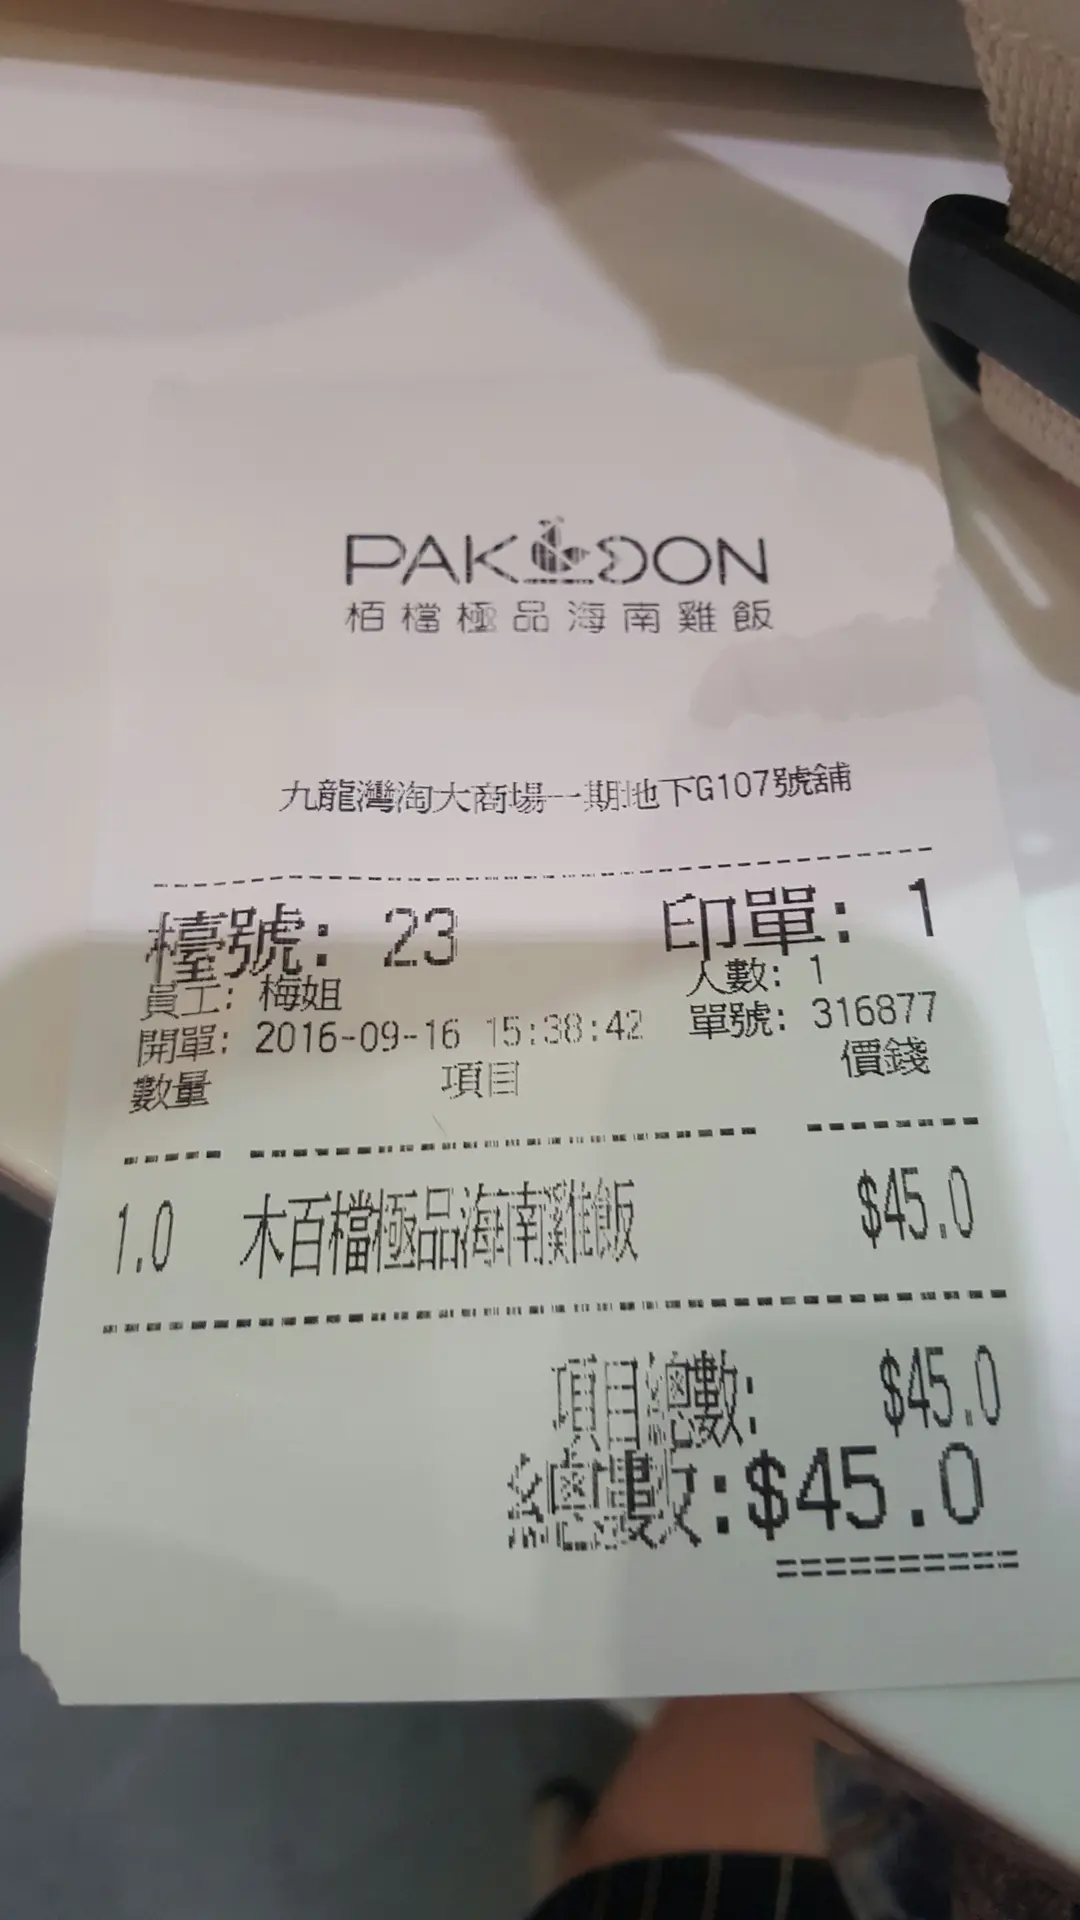 PAK DON
栢檔極品海南雞飯
九龍灣淘大商場一期地下G107號舖
檯號: 23 印單: 1
員工: 梅姐 人數: 1
開單: 2016-09-16 15:38:42 單號: 316877
數量 項目 價錢
1.0 木百檔極品海南雞飯 $45.0
項目總數: $45.0
總數: $45.0